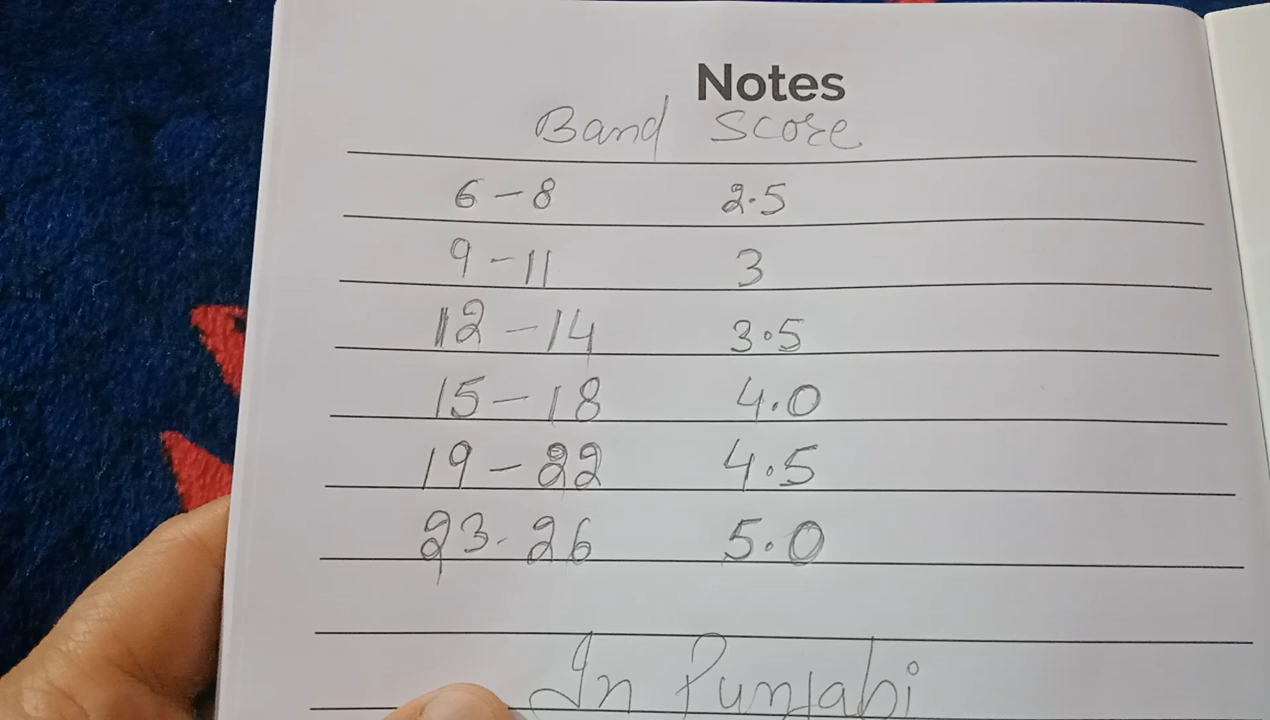 Notes
Band Score
6-8 2.5
9-11 3
12-14 3.5
15-18 4.0
19-22 4.5
23-26 5.0
In Punjabi